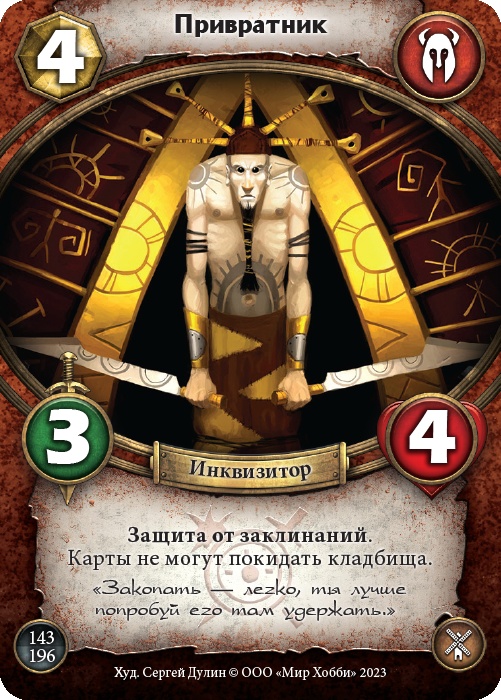 4
Привратник
3
4
Инквизитор
Защита от заклинаний.
Карты не могут покидать кладбища.
«Закопать — легко, ты лучше
попробуй его там удержать.»
143
196
Худ. Сергей Дулин © ООО «Мир Хобби» 2023